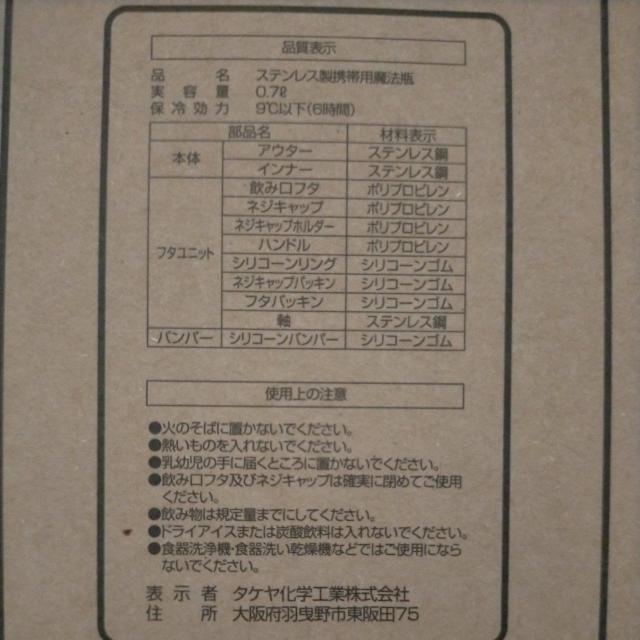 品質表示
品名 ステンレス製携帯用魔法瓶
実容量 0.7ℓ
保冷効力 9℃以下(6時間)
部品名 材料表示
本体 アウター ステンレス鋼
インナー ステンレス鋼
フタユニット 飲み口フタ ポリプロピレン
ネジキャップ ポリプロピレン
ネジキャップホルダー ポリプロピレン
ハンドル ポリプロピレン
シリコーンリング シリコーンゴム
ネジキャップパッキン シリコーンゴム
フタパッキン シリコーンゴム
軸 ステンレス鋼
バンパー シリコーンバンパー シリコーンゴム
使用上の注意
●火のそばに置かないでください。
●熱いものを入れないでください。
●乳幼児の手に届くところに置かないでください。
●飲み口フタ及びネジキャップは確実に閉めてご使用
ください。
●飲み物は規定量までにしてください。
●ドライアイスまたは炭酸飲料は入れないでください。
●食器洗浄機・食器洗い乾燥機などではご使用になら
ないでください。
表示者 タケヤ化学工業株式会社
住所 大阪府羽曳野市東阪田75